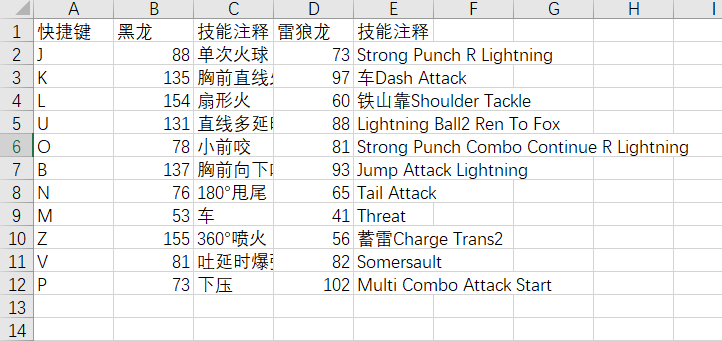 A B C D E F G H I
1 快捷键 黑龙 技能注释 雷狼龙 技能注释
2 J 88 单次火球 73 Strong Punch R Lightning
3 K 135 胸前直线 97 车Dash Attack
4 L 154 扇形火 60 铁山靠Shoulder Tackle
5 U 131 直线多延 88 Lightning Ball2 Ren To Fox
6 O 78 小前咬 81 Strong Punch Combo Continue R Lightning
7 B 137 胸前向下 93 Jump Attack Lightning
8 N 76 180°甩尾 65 Tail Attack
9 M 53 车 41 Threat
10 Z 155 360°喷火 56 蓄雷Charge Trans2
11 V 81 吐延时爆 82 Somersault
12 P 73 下压 102 Multi Combo Attack Start
13
14